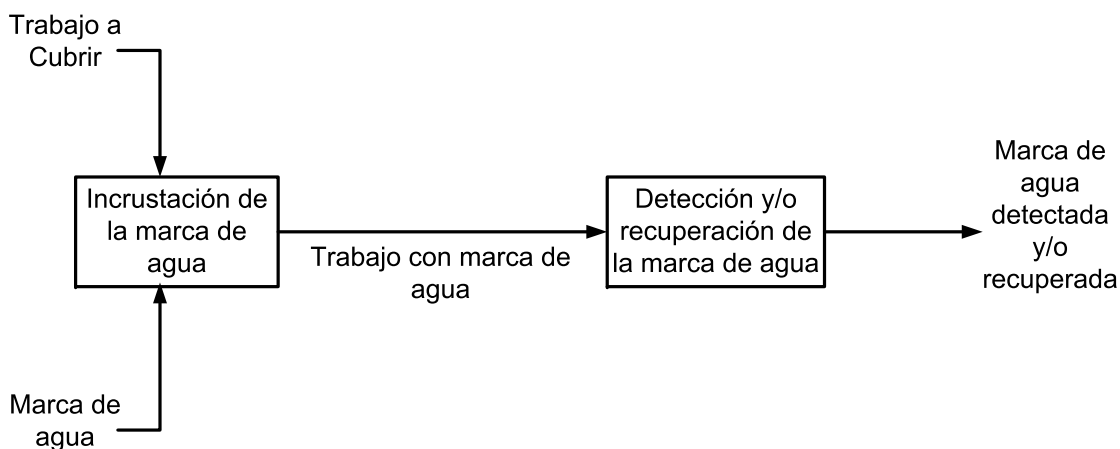 Trabajo a
Cubrir
Incrustación de
la marca de
agua
Marca de
agua
Trabajo con marca de
agua
Detección y/o
recuperación de
la marca de agua
Marca de
agua
detectada
y/o
recuperada